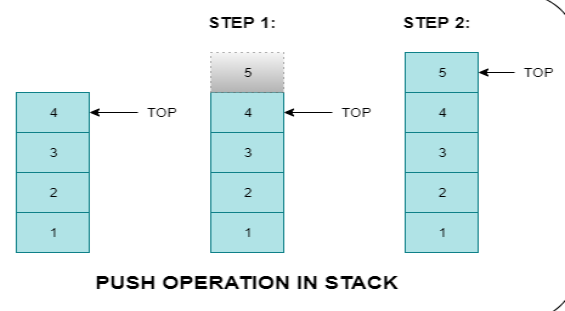 STEP 1:
STEP 2:
5
5 TOP
4 TOP
4 TOP
4
3
3
3
2
2
2
1
1
1
PUSH OPERATION IN STACK